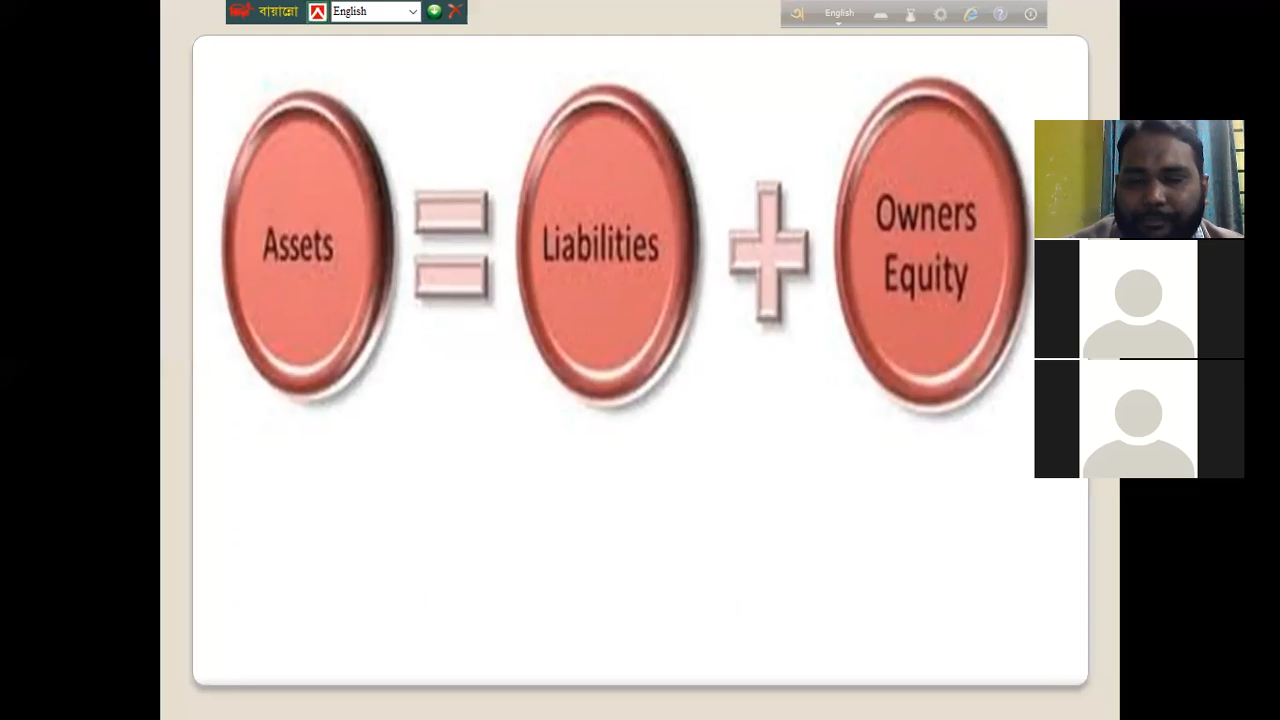 বায়ান্নো
English
English
Assets
Liabilities
Owners
Equity